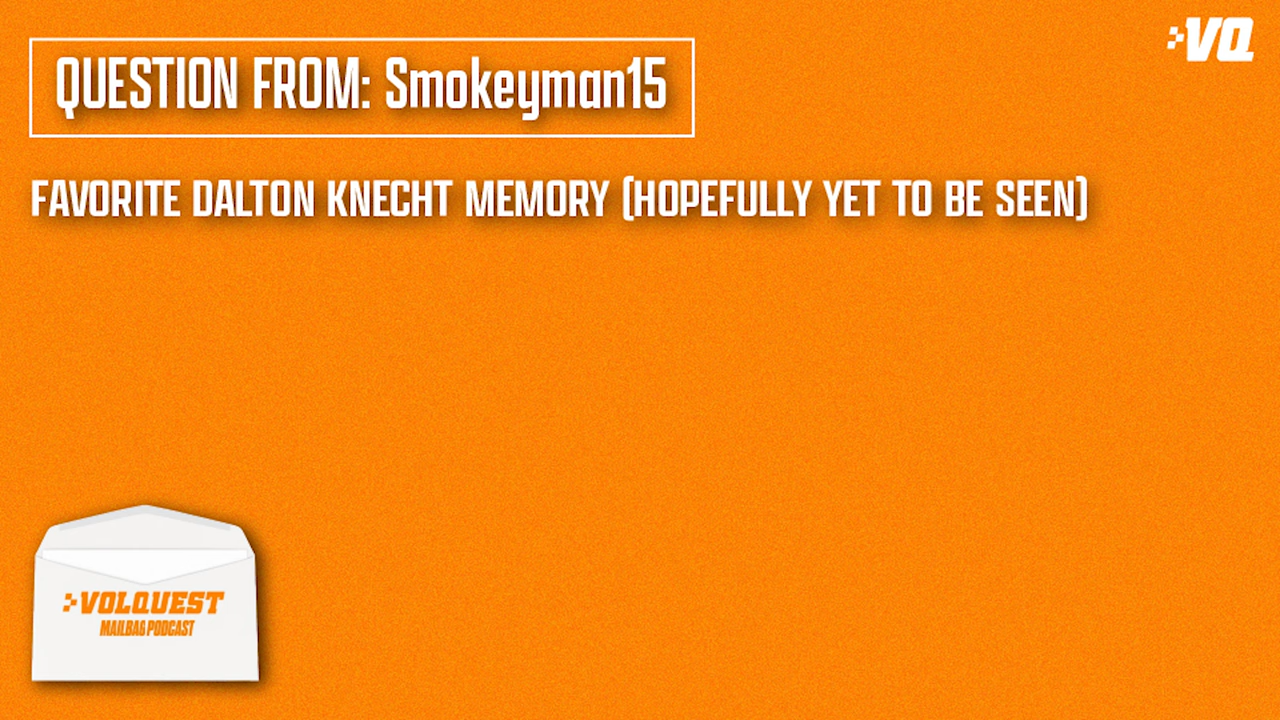 VQ
QUESTION FROM: Smokeyman15
FAVORITE DALTON KNECHT MEMORY (HOPEFULLY YET TO BE SEEN)
VOLQUEST
MAILBAG PODCAST